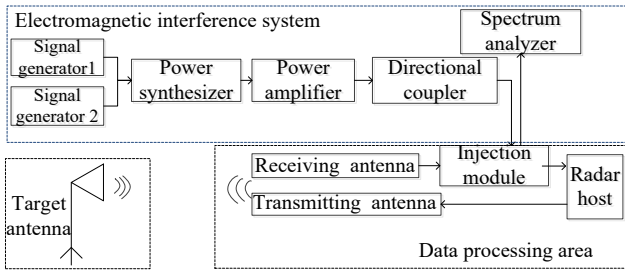 Electromagnetic interference system
Spectrum
analyzer
Signal
generator1
Signal
generator 2
Power
synthesizer
Power
amplifier
Directional
coupler
Receiving antenna
Transmitting antenna
Injection
module
Radar
host
Target
antenna
Data processing area